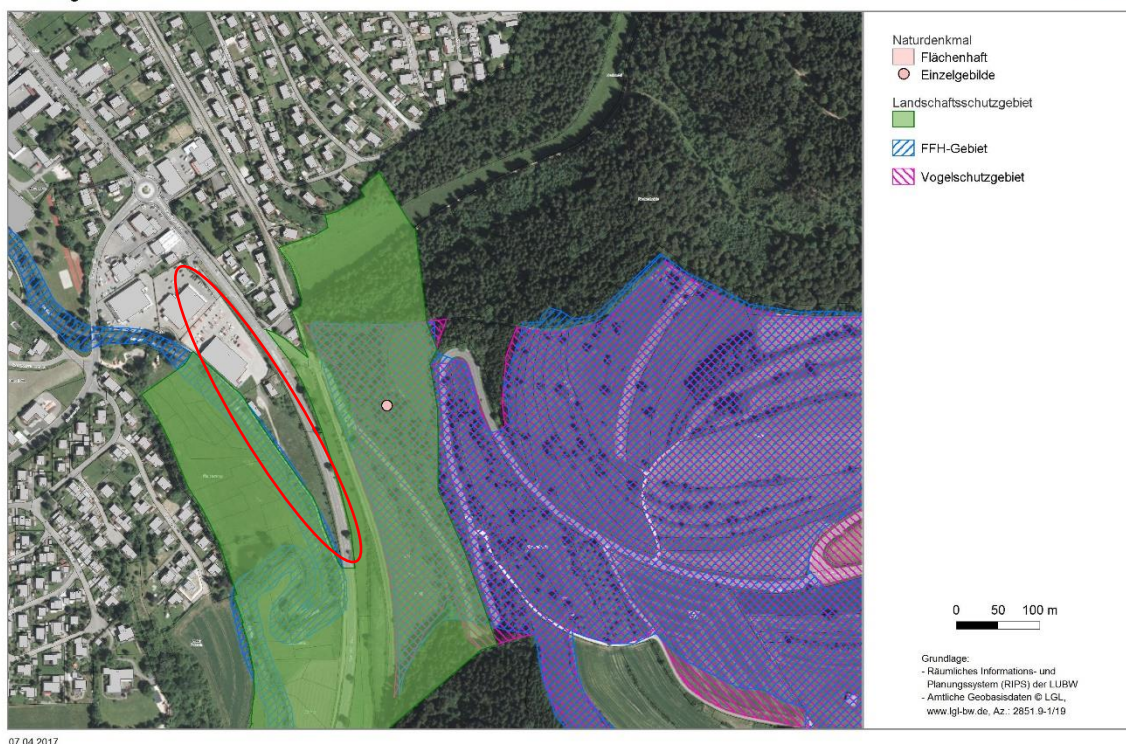 Naturdenkmal
Flächenhaft
Einzelgebilde
Landschaftsschutzgebiet
FFH-Gebiet
Vogelschutzgebiet
0 50 100 m
Grundlage:
- Räumliches Informations- und
Planungssystem (RIPS) der LUBW
- Amtliche Geobasisdaten © LGL,
www.lgl-bw.de, Az.: 2851.9-1/19
07.04.2017